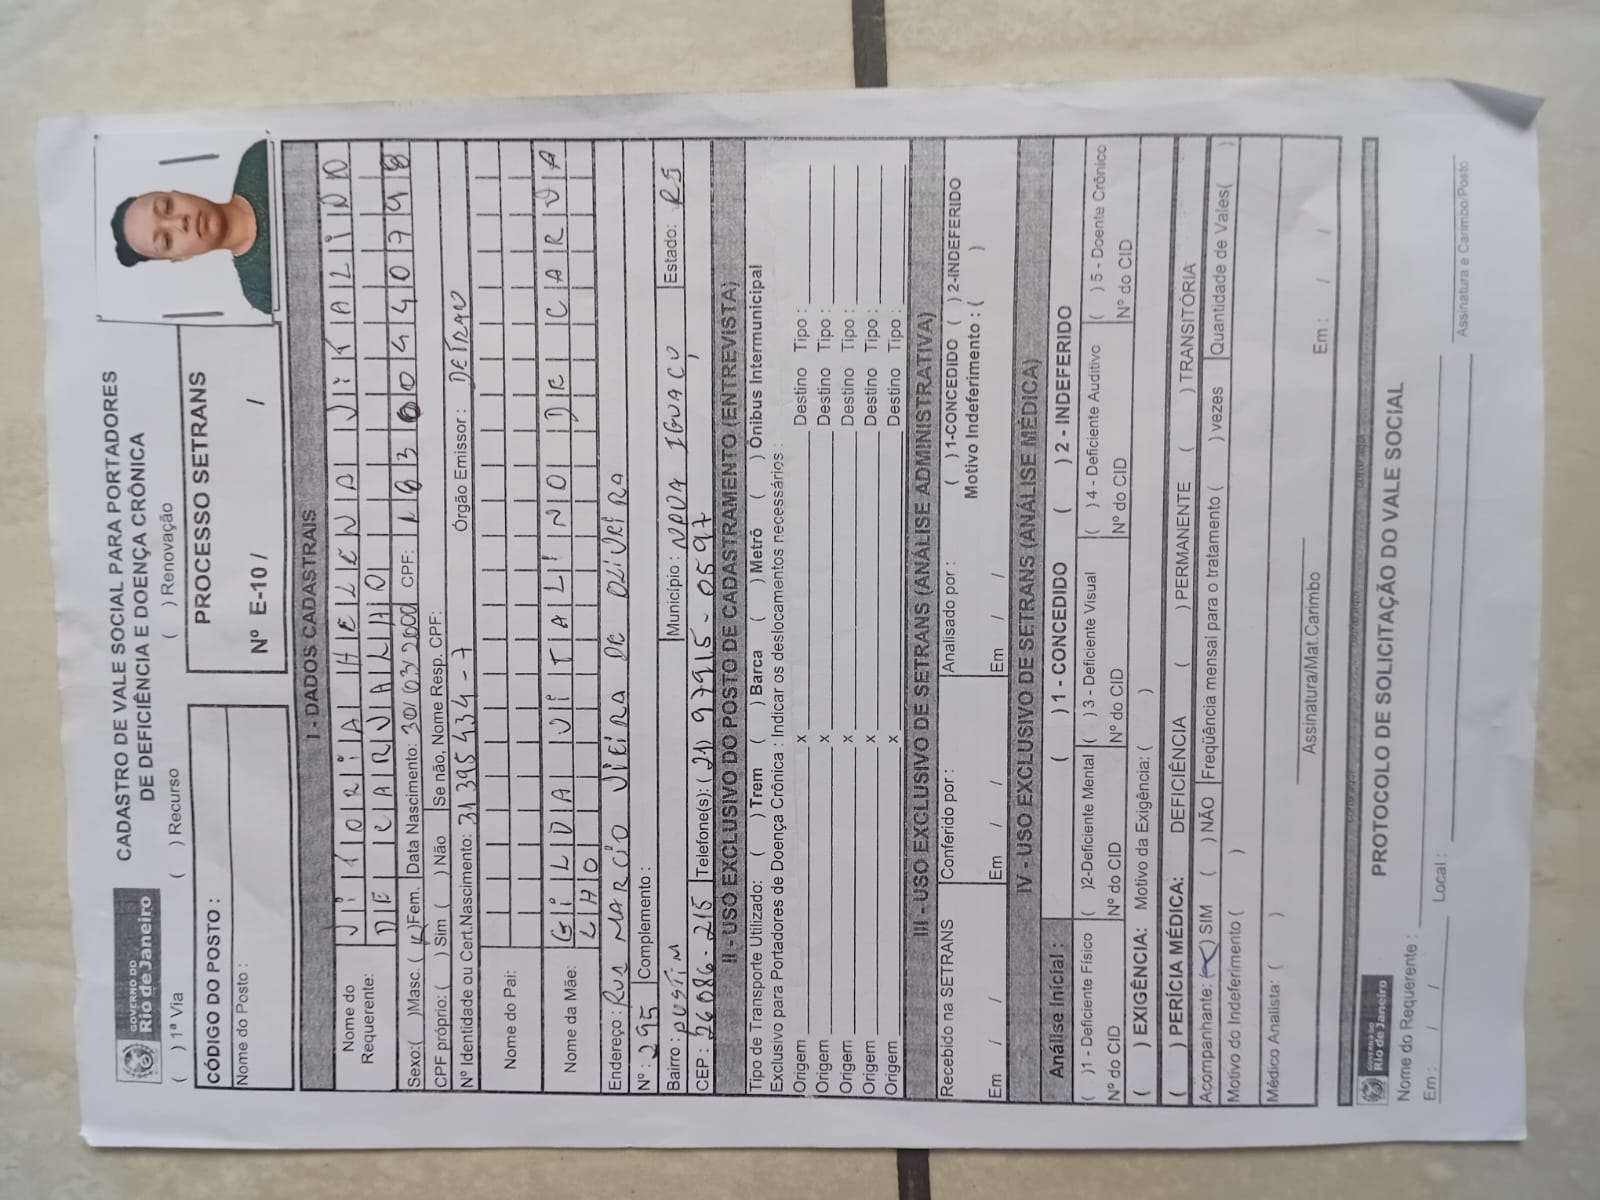 GOVERNO DO
Rio de Janeiro
CADASTRO DE VALE SOCIAL PARA PORTADORES
DE DEFICIÊNCIA E DOENÇA CRÔNICA
( ) 1ª Via ( ) Recurso ( ) Renovação
CÓDIGO DO POSTO :
Nome do Posto :
PROCESSO SETRANS
Nº E-10 / /
I - DADOS CADASTRAIS
Nome do Requerente: VITORIA HELENA VITALINO
DE CARVALHO
Sexo:( )Masc. (x)Fem. Data Nascimento: 30/03/2000 CPF:
CPF próprio: ( ) Sim ( ) Não Se não, Nome Resp. CPF:
Nº Identidade ou Cert.Nascimento: 31395434-7 Órgão Emissor : DETRAN
Nome do Pai:
Nome da Mãe: GILDA VITALINO DE CARVA
LHO
Endereço: RUA MARCIO VIEIRA DE OLIVEIRA
Nº : 295 Complemento :
Bairro : AUSTIN Município : NOVA IGUAÇU Estado: RJ
CEP : 26086-215 Telefone(s): (21) 97915-0597
II - USO EXCLUSIVO DO POSTO DE CADASTRAMENTO (ENTREVISTA)
Tipo de Transporte Utilizado: ( ) Trem ( ) Barca ( ) Metrô ( ) Ônibus Intermunicipal
Exclusivo para Portadores de Doença Crônica : Indicar os deslocamentos necessários :
Origem x Destino Tipo :
Origem x Destino Tipo :
Origem x Destino Tipo :
Origem x Destino Tipo :
Origem x Destino Tipo :
III - USO EXCLUSIVO DE SETRANS (ANÁLISE ADMINISTRATIVA)
Recebido na SETRANS Conferido por : Analisado por : ( ) 1-CONCEDIDO ( ) 2-INDEFERIDO
Motivo Indeferimento : ( )
Em / / Em / / Em / /
IV - USO EXCLUSIVO DE SETRANS (ANÁLISE MÉDICA)
Análise Inicial : ( ) 1 - CONCEDIDO ( ) 2 - INDEFERIDO
( )1 - Deficiente Físico ( )2-Deficiente Mental ( ) 3 - Deficiente Visual ( ) 4 - Deficiente Auditivo ( ) 5 - Doente Crônico
Nº do CID Nº do CID Nº do CID Nº do CID Nº do CID
( ) EXIGÊNCIA: Motivo da Exigência: ( )
( ) PERÍCIA MÉDICA: DEFICIÊNCIA ( ) PERMANENTE ( ) TRANSITÓRIA
Acompanhante: (x) SIM ( ) NÃO Freqüência mensal para o tratamento ( ) vezes Quantidade de Vales( )
Motivo do Indeferimento ( )
Médico Analista: ( )
Assinatura/Mat.Carimbo Em : / /
GOVERNO DO
Rio de Janeiro
PROTOCOLO DE SOLICITAÇÃO DO VALE SOCIAL
Nome do Requerente :
Em : / / Local :
Assinatura e Carimbo/Posto